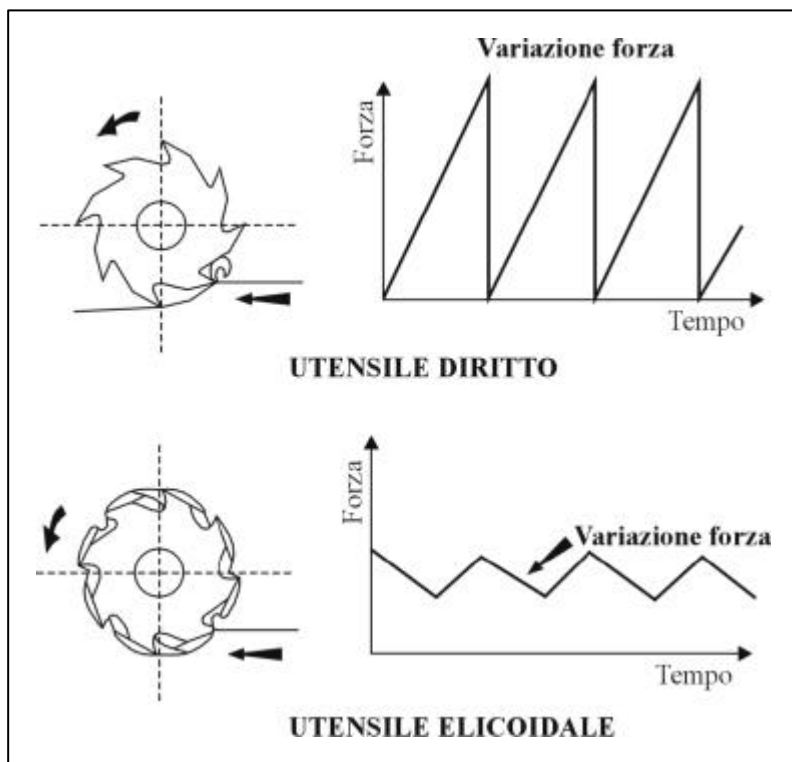 Variazione forza
Forza
Tempo
UTENSILE DIRITTO
Forza
Variazione forza
Tempo
UTENSILE ELICOIDALE